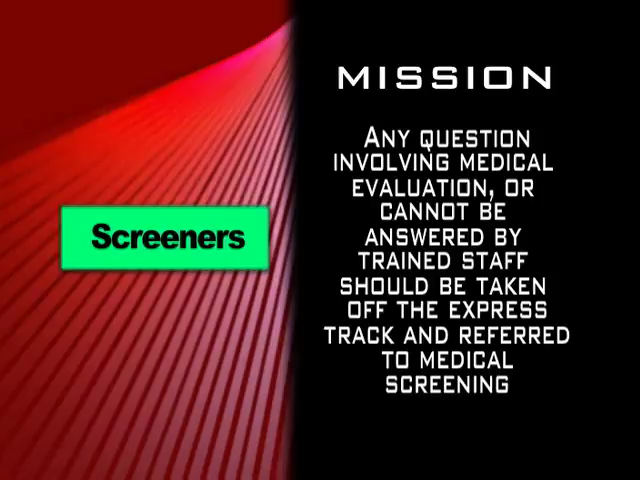 Screeners
MISSION
ANY QUESTION
INVOLVING MEDICAL
EVALUATION, OR
CANNOT BE
ANSWERED BY
TRAINED STAFF
SHOULD BE TAKEN
OFF THE EXPRESS
TRACK AND REFERRED
TO MEDICAL
SCREENING